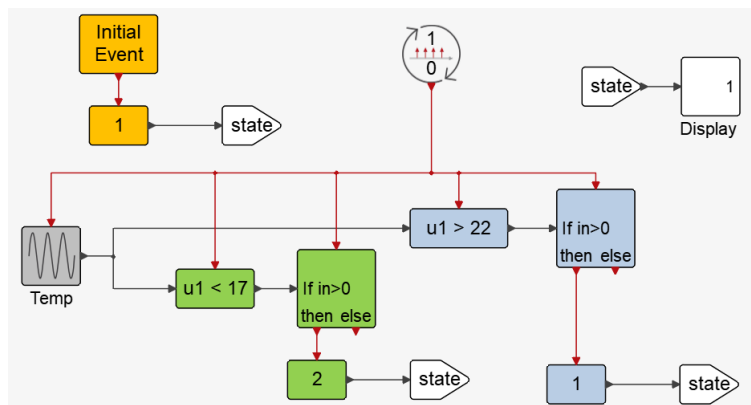 Initial
Event
1
0
state
1
Display
1
state
u1 > 22
If in>0
then else
Temp
u1 < 17
If in>0
then else
2
state
1
state